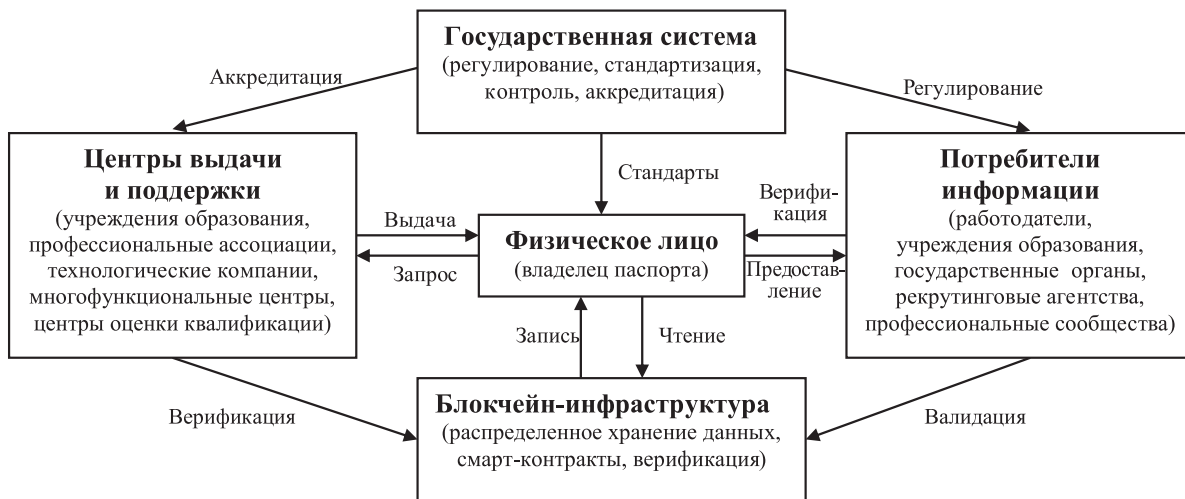 Государственная система
(регулирование, стандартизация,
контроль, аккредитация)
Аккредитация
Регулирование
Центры выдачи
и поддержки
(учреждения образования,
профессиональные ассоциации,
технологические компании,
многофункциональные центры,
центры оценки квалификации)
Стандарты
Выдача
Запрос
Физическое лицо
(владелец паспорта)
Верифи-
кация
Предостав-
ление
Потребители
информации
(работодатели,
учреждения образования,
государственные органы,
рекрутинговые агентства,
профессиональные сообщества)
Запись
Чтение
Верификация
Валидация
Блокчейн-инфраструктура
(распределенное хранение данных,
смарт-контракты, верификация)